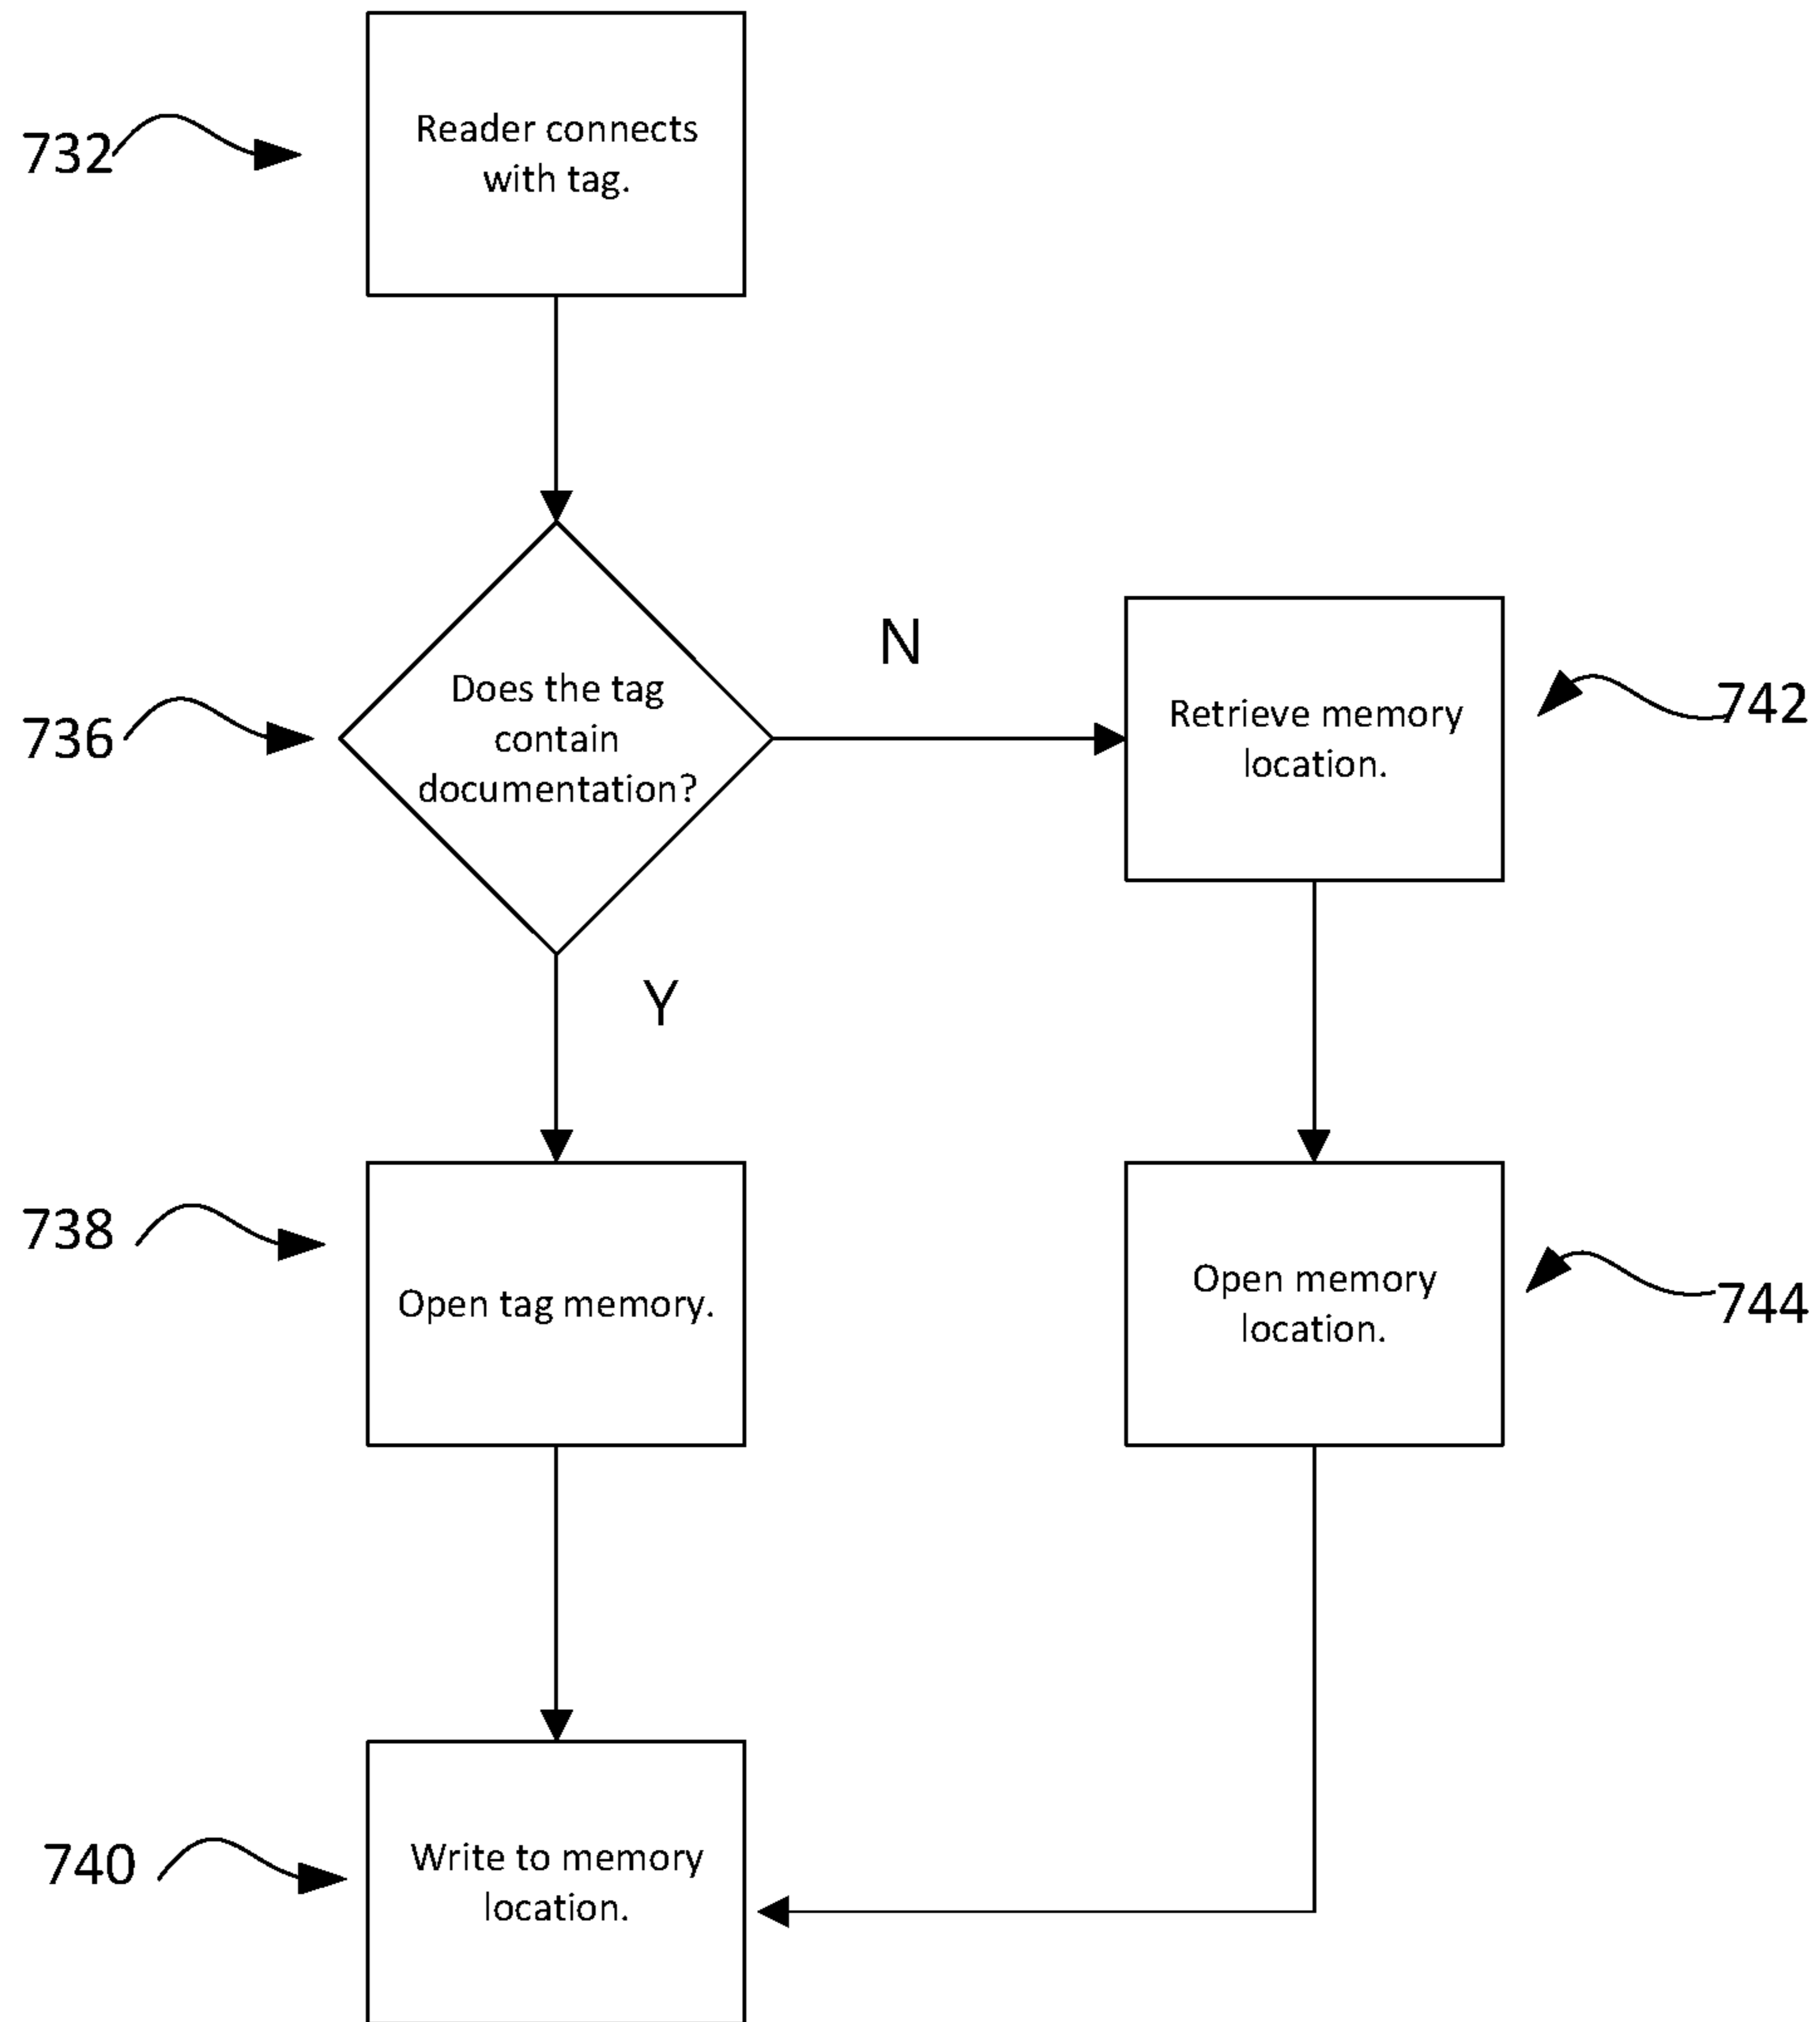 732
Reader connects
with tag.
736
Does the tag
contain
documentation?
N
Retrieve memory
location.
742
Y
738
Open tag memory.
Open memory
location.
744
740
Write to memory
location.